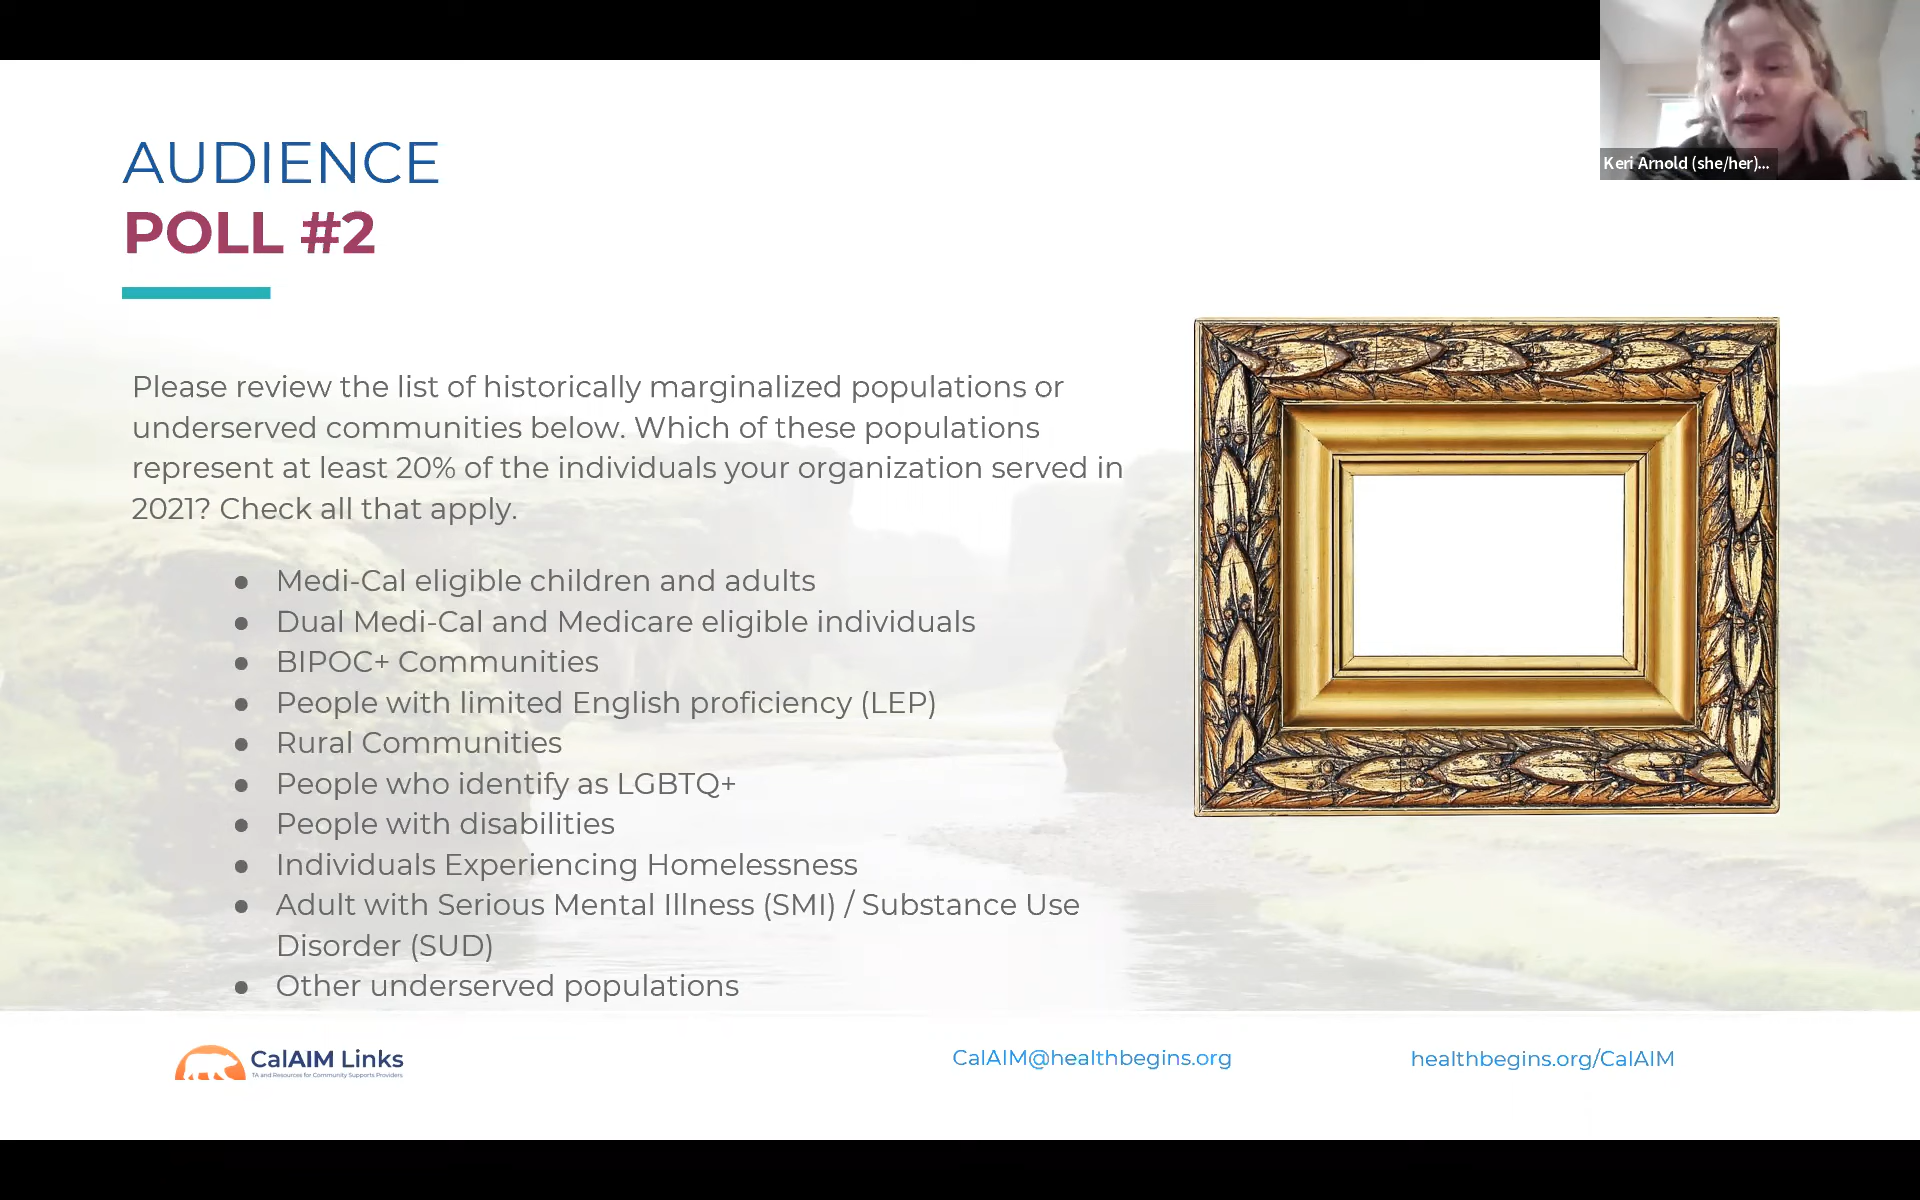 Keri Arnold (she/her)...
AUDIENCE
POLL #2
Please review the list of historically marginalized populations or
underserved communities below. Which of these populations
represent at least 20% of the individuals your organization served in
2021? Check all that apply.
● Medi-Cal eligible children and adults
● Dual Medi-Cal and Medicare eligible individuals
● BIPOC+ Communities
● People with limited English proficiency (LEP)
● Rural Communities
● People who identify as LGBTQ+
● People with disabilities
● Individuals Experiencing Homelessness
● Adult with Serious Mental Illness (SMI) / Substance Use
Disorder (SUD)
● Other underserved populations
CalAIM Links
TA and Resources for Community Supports Providers
CalAIM@healthbegins.org
healthbegins.org/CalAIM